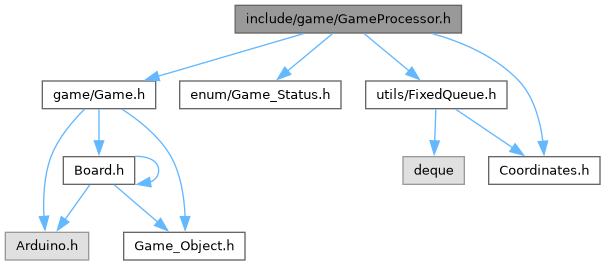 include/game/GameProcessor.h
game/Game.h
enum/Game_Status.h
utils/FixedQueue.h
Board.h
deque
Coordinates.h
Arduino.h
Game_Object.h